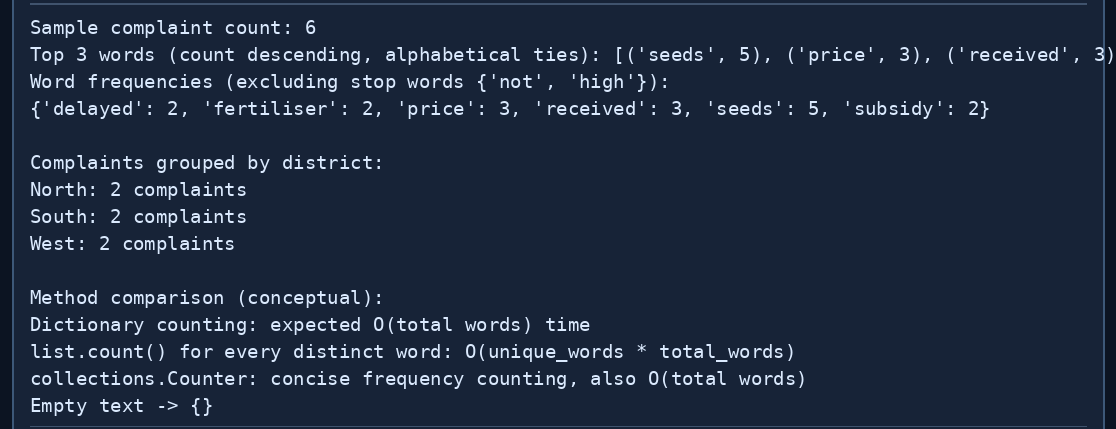 Sample complaint count: 6
Top 3 words (count descending, alphabetical ties): [('seeds', 5), ('price', 3), ('received', 3)
Word frequencies (excluding stop words {'not', 'high'}):
{'delayed': 2, 'fertiliser': 2, 'price': 3, 'received': 3, 'seeds': 5, 'subsidy': 2}
Complaints grouped by district:
North: 2 complaints
South: 2 complaints
West: 2 complaints
Method comparison (conceptual):
Dictionary counting: expected O(total words) time
list.count() for every distinct word: O(unique_words * total_words)
collections.Counter: concise frequency counting, also O(total words)
Empty text -> {}